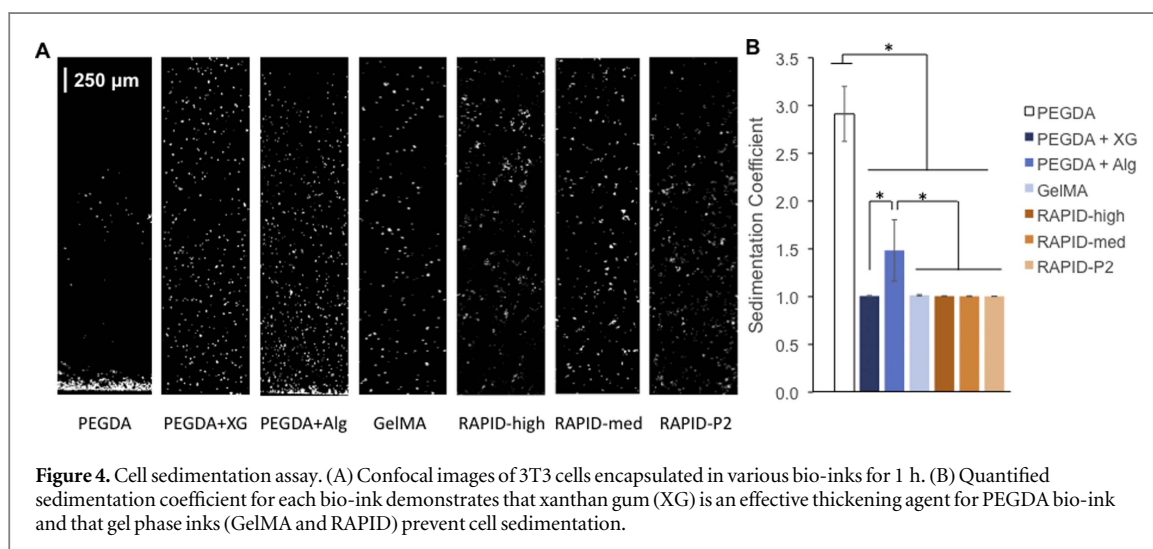 A
250 μm
PEGDA PEGDA+XG PEGDA+Alg GelMA RAPID-high RAPID-med RAPID-P2
B
Sedimentation Coefficient
3.5
3.0
2.5
2.0
1.5
1.0
0.5
0.0
*
*
*
PEGDA
PEGDA + XG
PEGDA + Alg
GelMA
RAPID-high
RAPID-med
RAPID-P2
Figure 4. Cell sedimentation assay. (A) Confocal images of 3T3 cells encapsulated in various bio-inks for 1 h. (B) Quantified
sedimentation coefficient for each bio-ink demonstrates that xanthan gum (XG) is an effective thickening agent for PEGDA bio-ink
and that gel phase inks (GelMA and RAPID) prevent cell sedimentation.